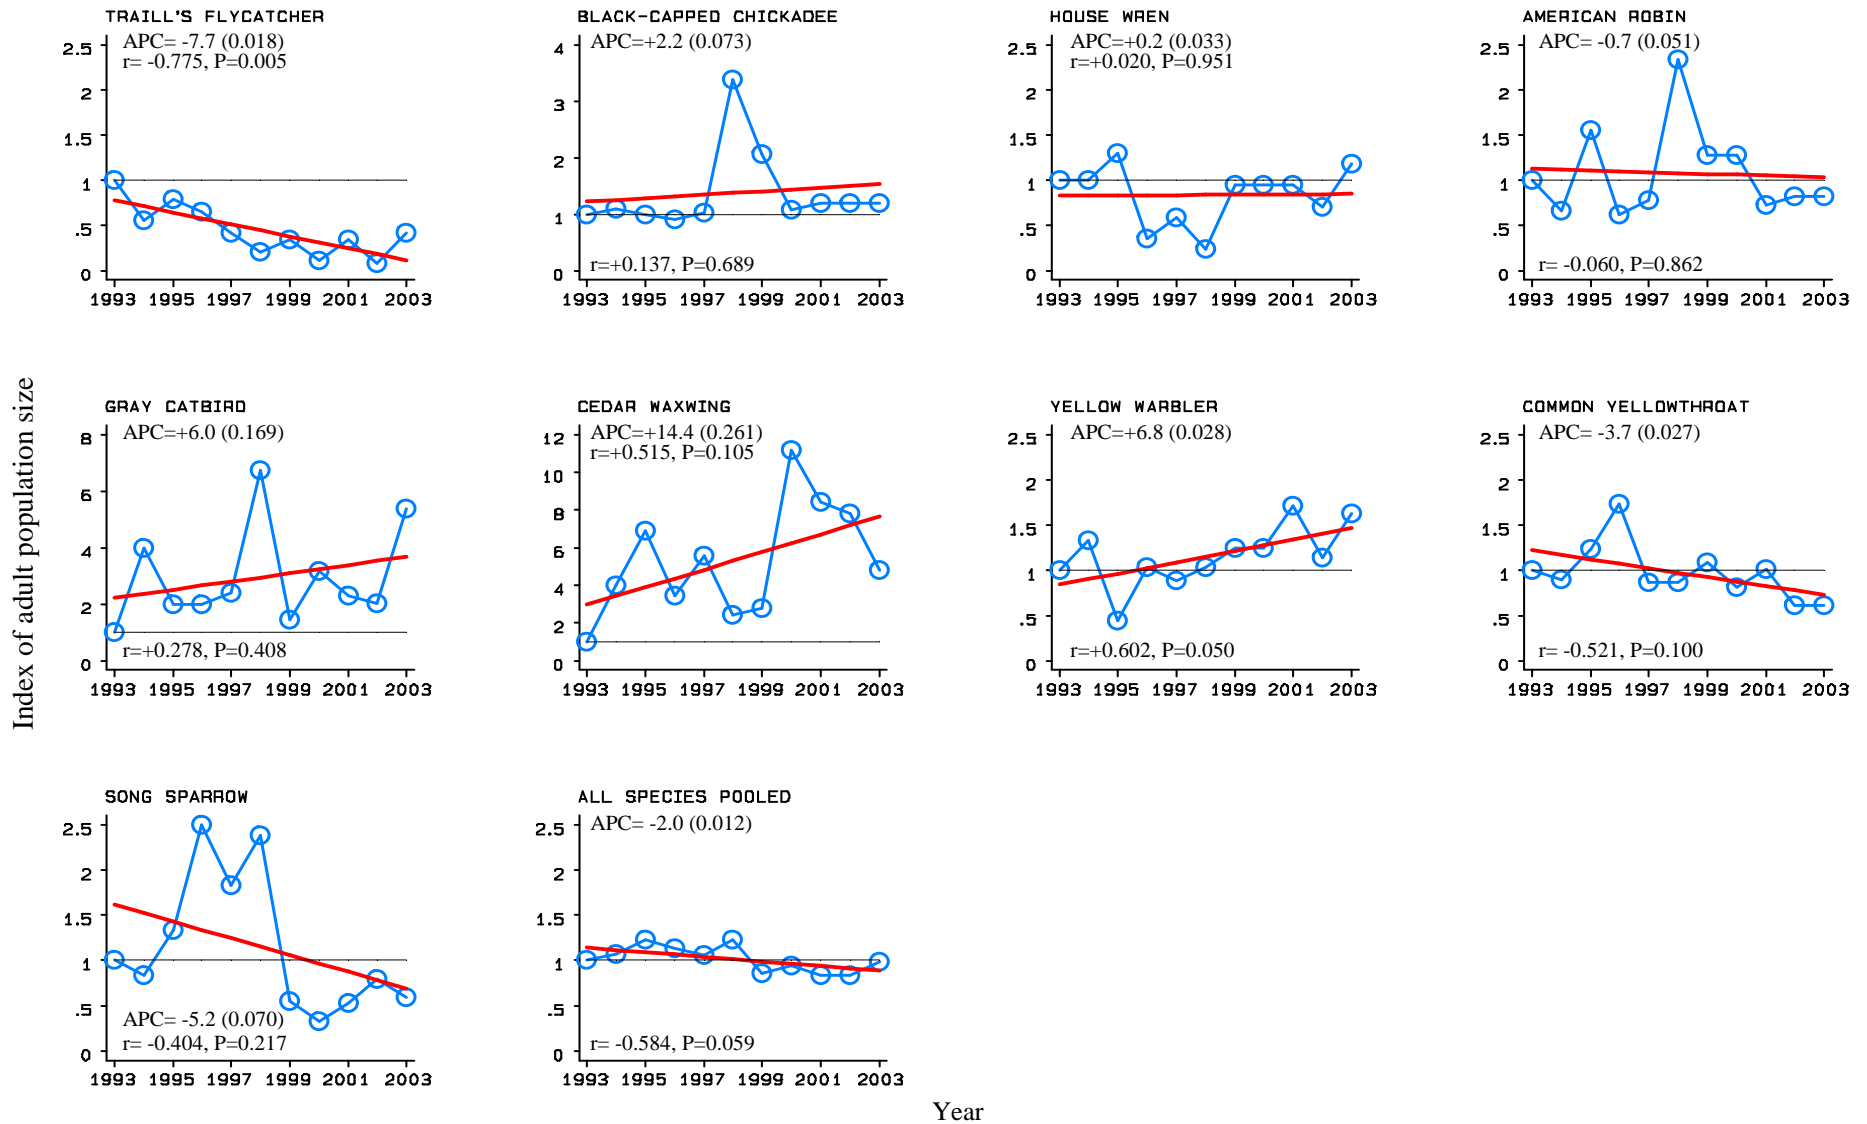 TRAILL'S FLYCATCHER
APC= -7.7 (0.018)
r= -0.775, P=0.005
2.5
2
1.5
1
.5
0
1993 1995 1997 1999 2001 2003
BLACK-CAPPED CHICKADEE
APC=+2.2 (0.073)
4
3
2
1
0
r=+0.137, P=0.689
1993 1995 1997 1999 2001 2003
HOUSE WREN
APC=+0.2 (0.033)
r=+0.020, P=0.951
2.5
2
1.5
1
.5
0
1993 1995 1997 1999 2001 2003
AMERICAN ROBIN
APC= -0.7 (0.051)
2.5
2
1.5
1
.5
0
r= -0.060, P=0.862
1993 1995 1997 1999 2001 2003
Index of adult population size
GRAY CATBIRD
APC=+6.0 (0.169)
8
6
4
2
0
r=+0.278, P=0.408
1993 1995 1997 1999 2001 2003
CEDAR WAXWING
APC=+14.4 (0.261)
r=+0.515, P=0.105
12
10
8
6
4
2
0
1993 1995 1997 1999 2001 2003
YELLOW WARBLER
APC=+6.8 (0.028)
2.5
2
1.5
1
.5
0
r=+0.602, P=0.050
1993 1995 1997 1999 2001 2003
COMMON YELLOWTHROAT
APC= -3.7 (0.027)
2.5
2
1.5
1
.5
0
r= -0.521, P=0.100
1993 1995 1997 1999 2001 2003
SONG SPARROW
2.5
2
1.5
1
.5
0
APC= -5.2 (0.070)
r= -0.404, P=0.217
1993 1995 1997 1999 2001 2003
ALL SPECIES POOLED
APC= -2.0 (0.012)
2.5
2
1.5
1
.5
0
r= -0.584, P=0.059
1993 1995 1997 1999 2001 2003
Year